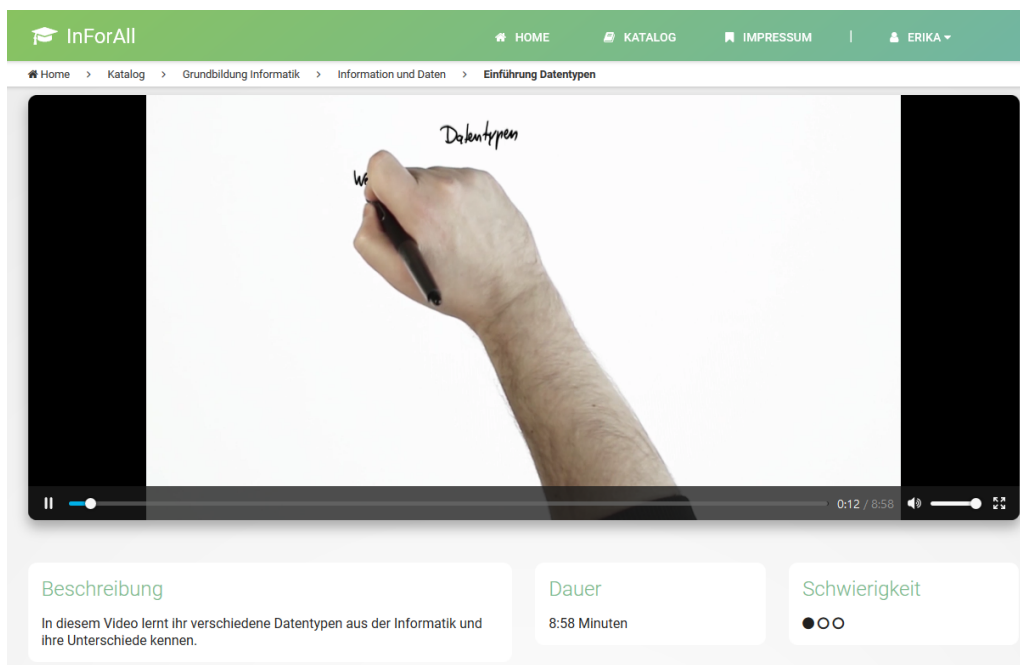 InForAll
HOME
KATALOG
IMPRESSUM
|
ERIKA
Home > Katalog > Grundbildung Informatik > Information und Daten > Einführung Datentypen
Datentypen
0:12 / 8:58
Beschreibung
In diesem Video lernt ihr verschiedene Datentypen aus der Informatik und
ihre Unterschiede kennen.
Dauer
8:58 Minuten
Schwierigkeit